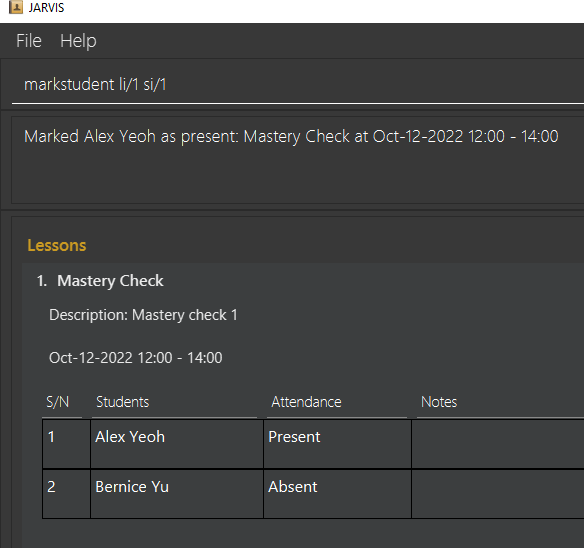 JARVIS
File Help
markstudent li/1 si/1
Marked Alex Yeoh as present: Mastery Check at Oct-12-2022 12:00 - 14:00
Lessons
1. Mastery Check
Description: Mastery check 1
Oct-12-2022 12:00 - 14:00
S/N Students Attendance Notes
1 Alex Yeoh Present
2 Bernice Yu Absent